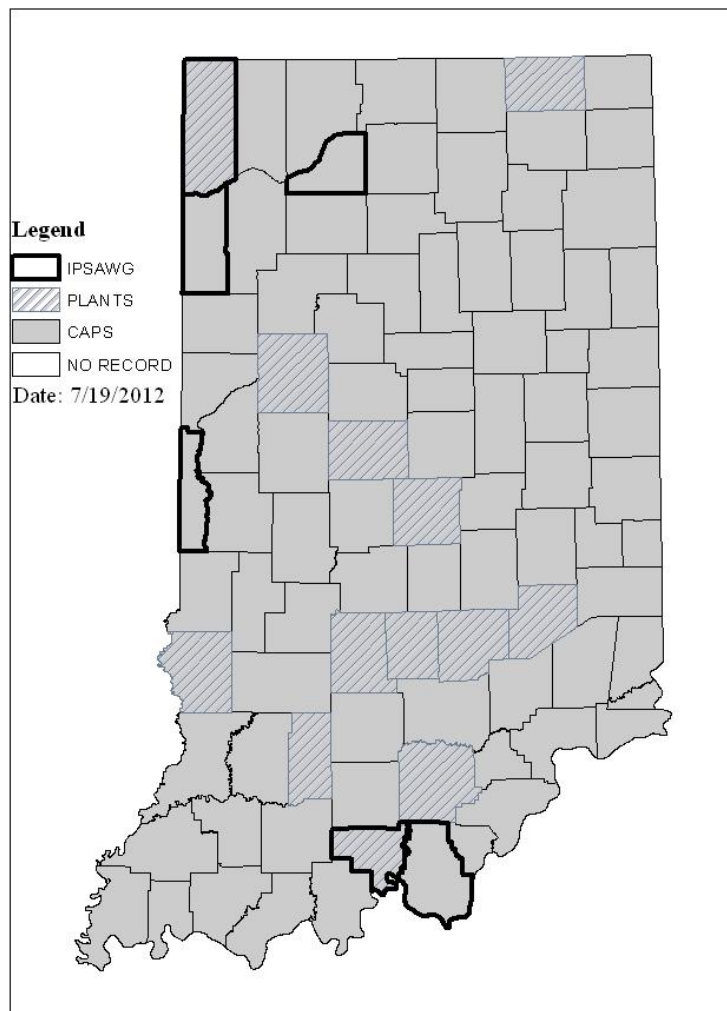 Legend
IPSAWG
PLANTS
CAPS
NO RECORD
Date: 7/19/2012